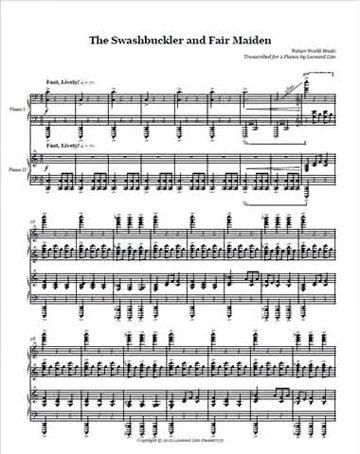 The Swashbuckler and Fair Maiden
Future World Music
Transcribed for 2 Pianos by Leonard Lim
Fast, Lively!
Piano I
Fast, Lively!
Piano II